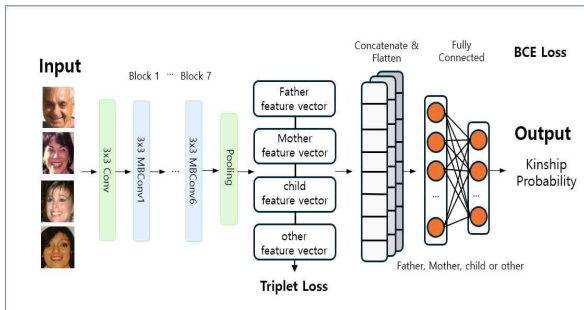 Input
Block 1 ... Block 7
3x3 Conv
3x3 MBConv1
...
3x3 MBConv6
Pooling
Father
feature vector
Mother
feature vector
child
feature vector
other
feature vector
Triplet Loss
Concatenate &
Flatten
Fully
Connected
...
...
Father, Mother, child or other
BCE Loss
Output
Kinship
Probability